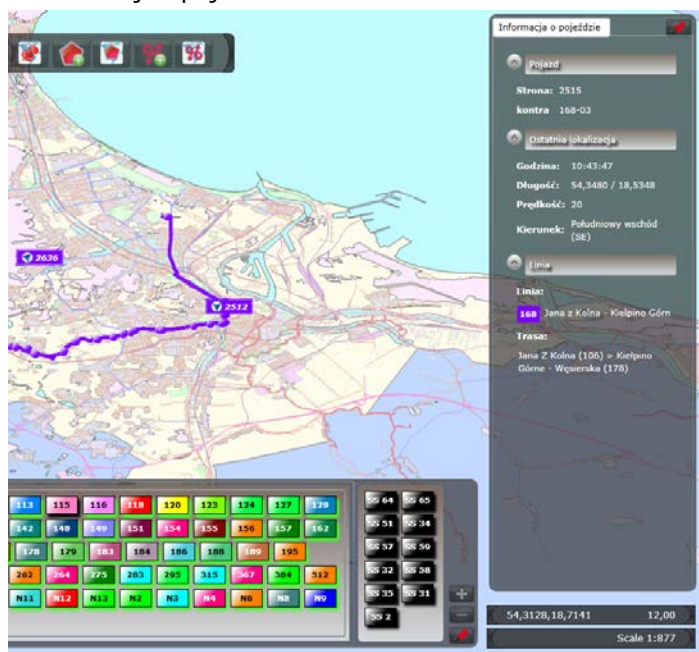 Informacja o pojeździe
Pojazd
Strona: 2515
kontra 168-03
Ostatnia lokalizacja
Godzina: 10:43:47
Długość: 54,3480 / 18,5348
Prędkość: 20
Kierunek: Południowy wschód
(SE)
Linia
Linia:
168 Jana z Kolna - Kielpino Górn
Trasa:
Jana Z Kolna (106) > Kiełpino
Górne - Węsierska (178)
2636
2512
113 115 116 118 120 123 124 127 129
142 148 149 151 154 155 156 157 162
178 179 183 184 186 188 189 195
262 264 275 283 295 315 367 384 512
N11 N12 N13 N2 N3 N4 N6 N8 N9
SS 64 SS 65
SS 51 SS 34
SS 57 SS 59
SS 32 SS 38
SS 35 SS 31
SS 2
54,3128,18,7141 12,00
Scale 1:877